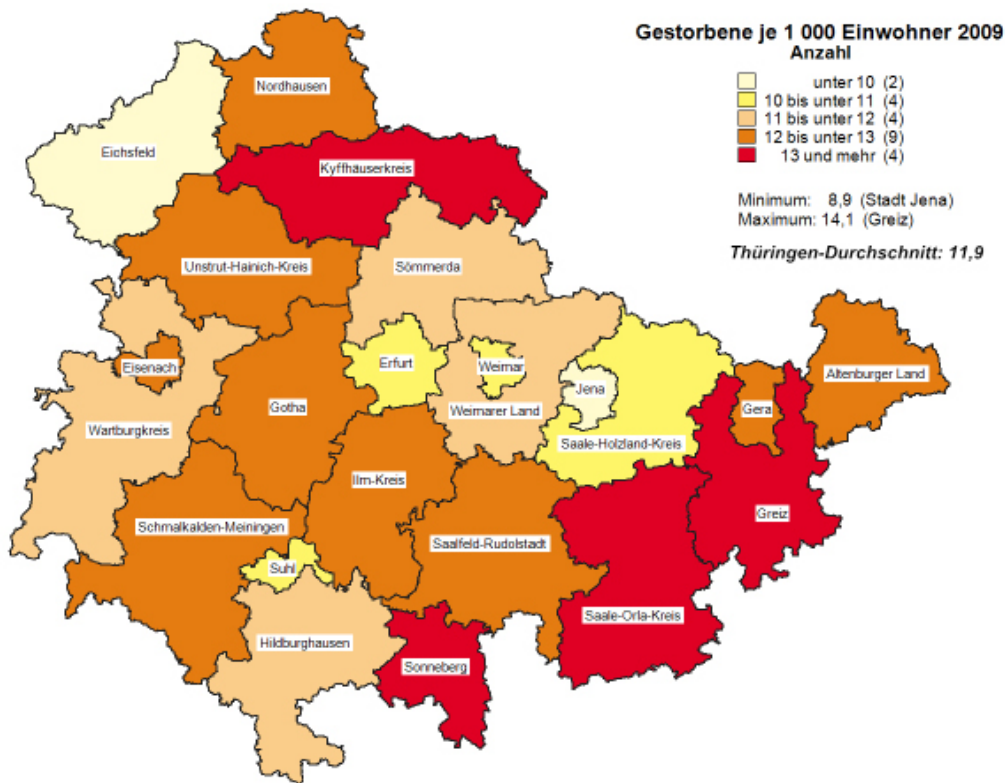 Gestorbene je 1 000 Einwohner 2009
Anzahl
unter 10 (2)
10 bis unter 11 (4)
11 bis unter 12 (4)
12 bis unter 13 (9)
13 und mehr (4)
Minimum: 8,9 (Stadt Jena)
Maximum: 14,1 (Greiz)
Thüringen-Durchschnitt: 11,9
Nordhausen
Eichsfeld
Kyffhäuserkreis
Unstrut-Hainich-Kreis
Sömmerda
Eisenach
Erfurt
Weimar
Altenburger Land
Jena
Gotha
Weimarer Land
Gera
Wartburgkreis
Saale-Holzland-Kreis
Ilm-Kreis
Greiz
Schmalkalden-Meiningen
Saalfeld-Rudolstadt
Suhl
Saale-Orla-Kreis
Hildburghausen
Sonneberg